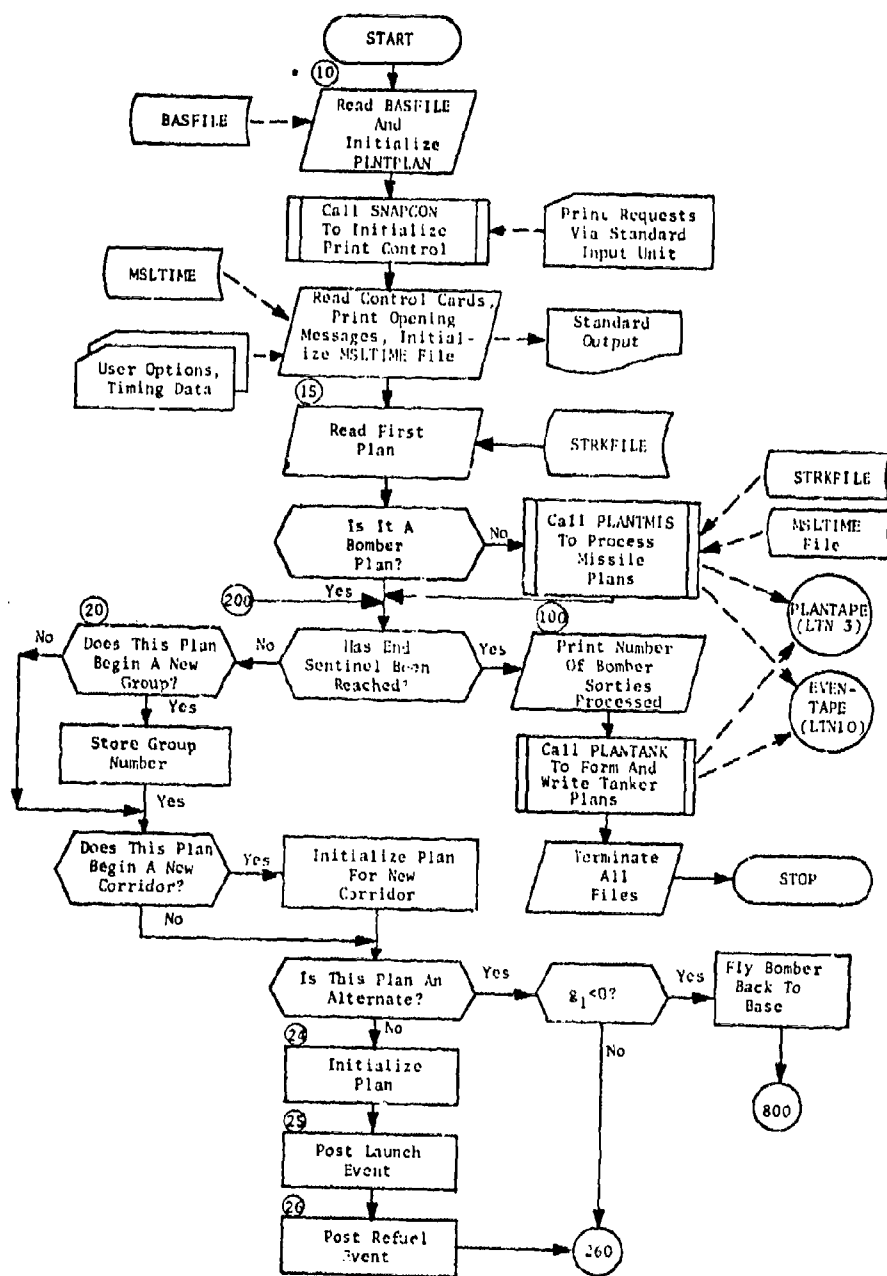 START
10
Read BASFILE
And
Initialize
PLNTPLAN
BASFILE
Call SNAPCON
To Initialize
Print Control
Print Requests
Via Standard
Input Unit
MSLTIME
Read Control Cards,
Print Opening
Messages, Initial-
ize MSLTIME File
Standard
Output
User Options,
Timing Data
15
Read First
Plan
STRKFILE
Is It A
Bomber
Plan?
No
Yes
Call PLANTMIS
To Process
Missile
Plans
STRKFILE
MSLTIME
File
PLANTAPE
(LTN 3)
EVEN-
TAPE
(LTN10)
200
Has End
Sentinel Been
Reached?
No
Yes
20
Does This Plan
Begin A New
Group?
No
Yes
100
Print Number
Of Bomber
Sorties
Processed
Store Group
Number
Yes
Call PLANTANK
To Form And
Write Tanker
Plans
Does This Plan
Begin A New
Corridor?
Yes
No
Initialize Plan
For New
Corridor
Terminate
All
Files
STOP
Is This Plan An
Alternate?
Yes
No
g₁<0?
Yes
No
Fly Bomber
Back To
Base
800
24
Initialize
Plan
25
Post Launch
Event
26
Post Refuel
Event
260